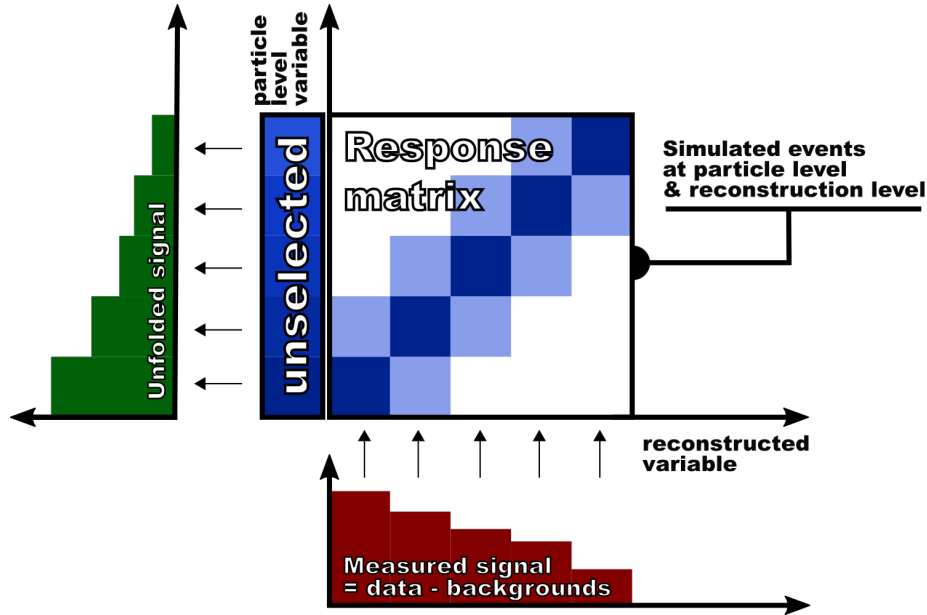 particle
level
variable
Unfolded signal
unselected
Response
matrix
Simulated events
at particle level
& reconstruction level
reconstructed
variable
Measured signal
= data - backgrounds